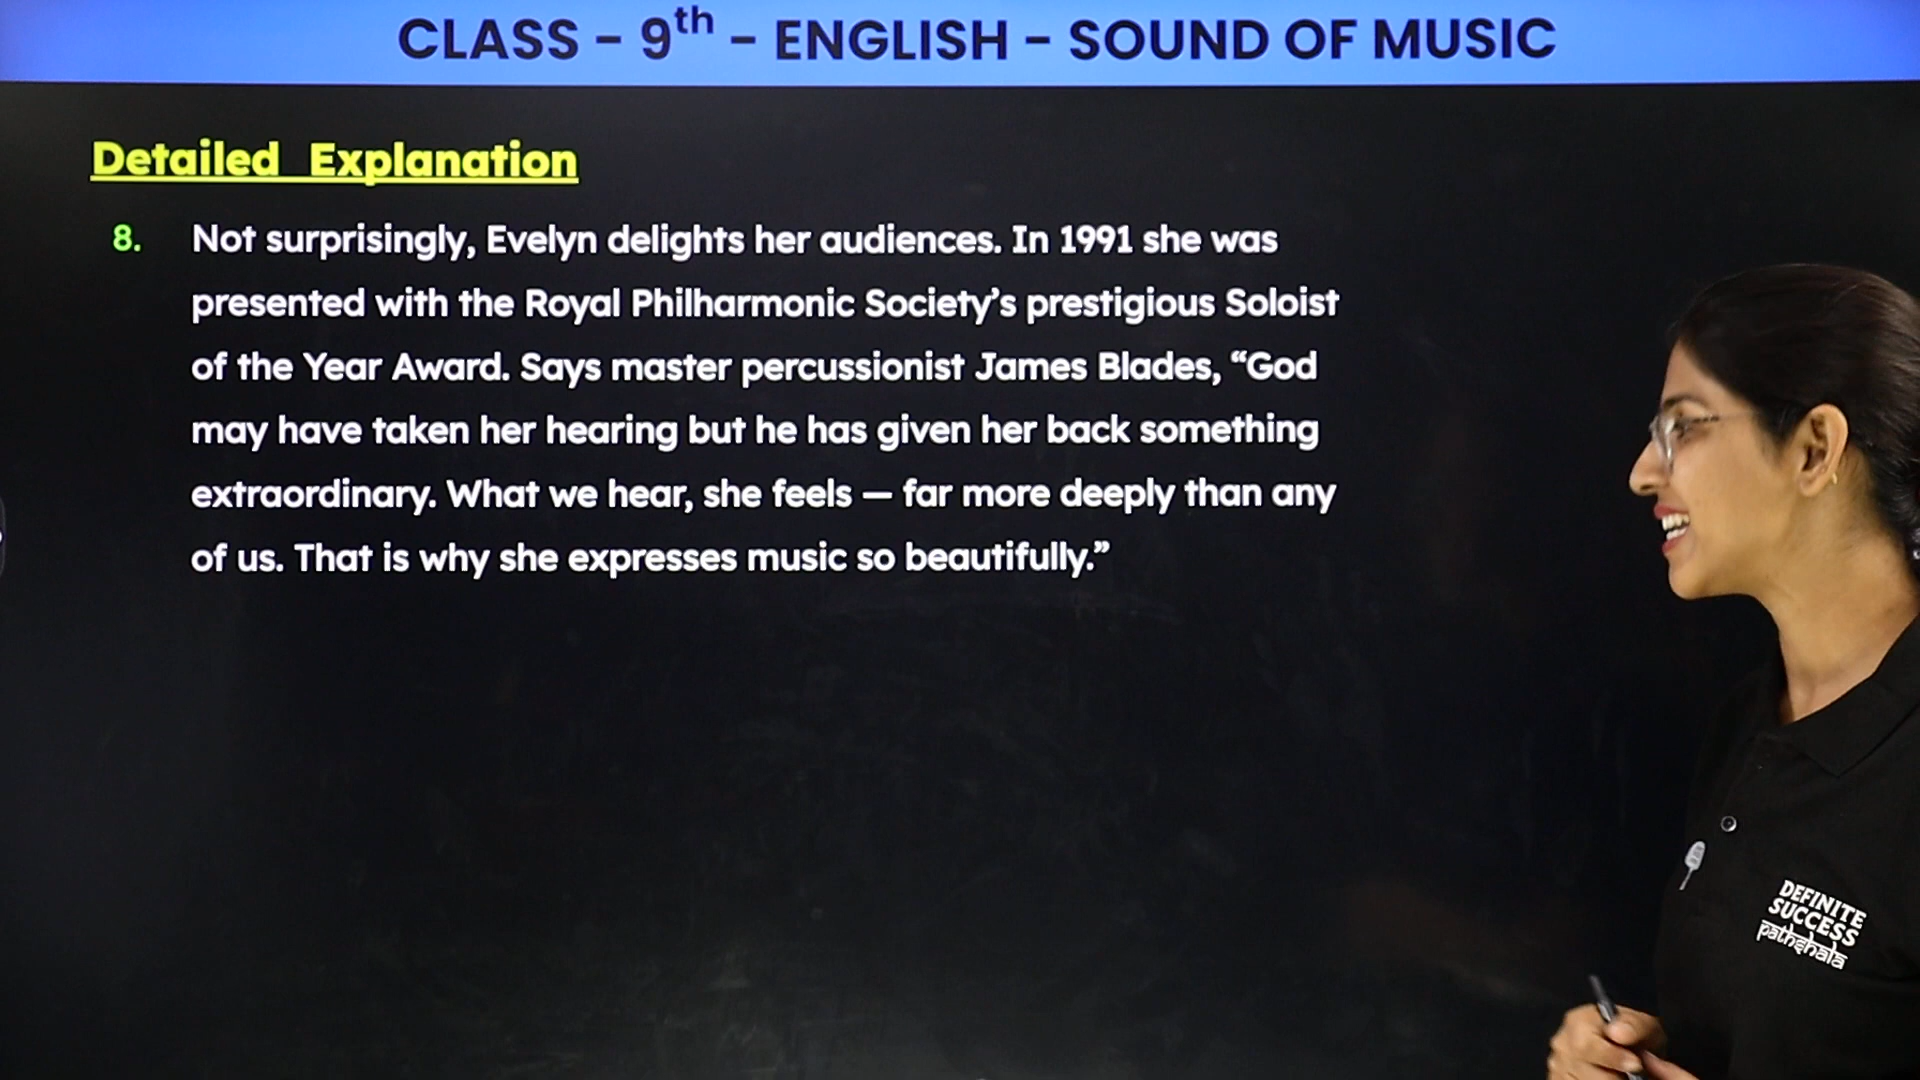 CLASS - 9th - ENGLISH - SOUND OF MUSIC
Detailed Explanation
8. Not surprisingly, Evelyn delights her audiences. In 1991 she was
presented with the Royal Philharmonic Society’s prestigious Soloist
of the Year Award. Says master percussionist James Blades, “God
may have taken her hearing but he has given her back something
extraordinary. What we hear, she feels — far more deeply than any
of us. That is why she expresses music so beautifully.”
DEFINITE
SUCCESS
pathshala